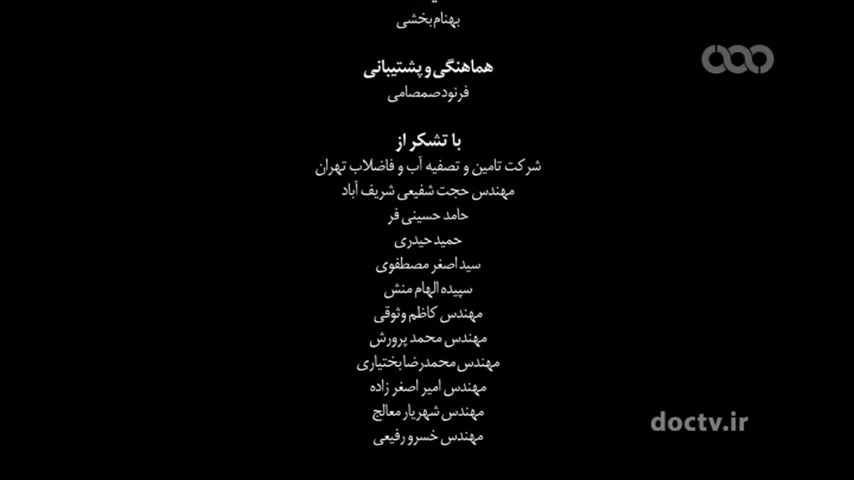 بهنام‌بخشی
هماهنگی و پشتیبانی
فرنود صمصامی
با تشکر از
شرکت تامین و تصفیه آب و فاضلاب تهران
مهندس حجت شفیعی شریف آباد
حامد حسینی فر
حمید حیدری
سید اصغر مصطفوی
سپیده الهام منش
مهندس کاظم وثوقی
مهندس محمد پرورش
مهندس محمدرضا بختیاری
مهندس امیر اصغر زاده
مهندس شهریار معالج
مهندس خسرو رفیعی
doctv.ir